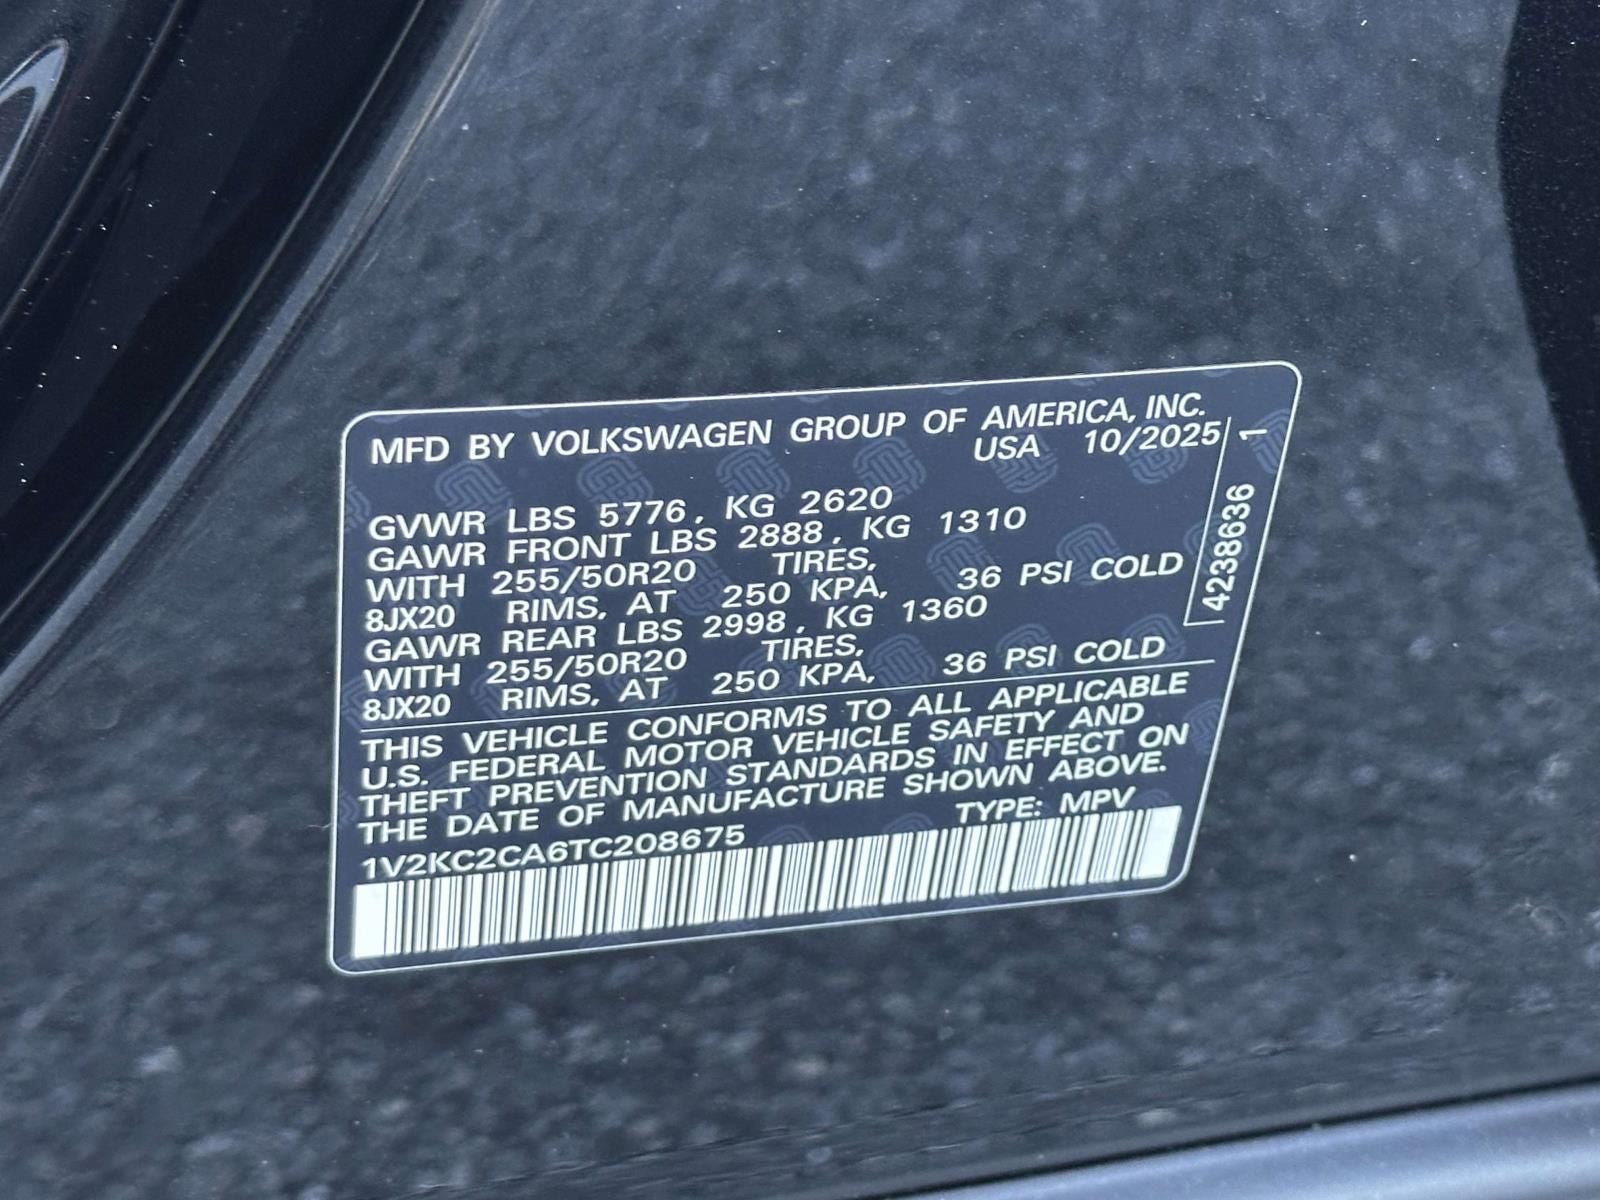 MFD BY VOLKSWAGEN GROUP OF AMERICA, INC.
USA 10/2025
GVWR LBS 5776, KG 2620
GAWR FRONT LBS 2888, KG 1310
WITH 255/50R20 TIRES,
8JX20 RIMS, AT 250 KPA, 36 PSI COLD
GAWR REAR LBS 2998, KG 1360
WITH 255/50R20 TIRES,
8JX20 RIMS, AT 250 KPA, 36 PSI COLD
THIS VEHICLE CONFORMS TO ALL APPLICABLE
U.S. FEDERAL MOTOR VEHICLE SAFETY AND
THEFT PREVENTION STANDARDS IN EFFECT ON
THE DATE OF MANUFACTURE SHOWN ABOVE.
1V2KC2CA6TC208675 TYPE: MPV
4238636 1